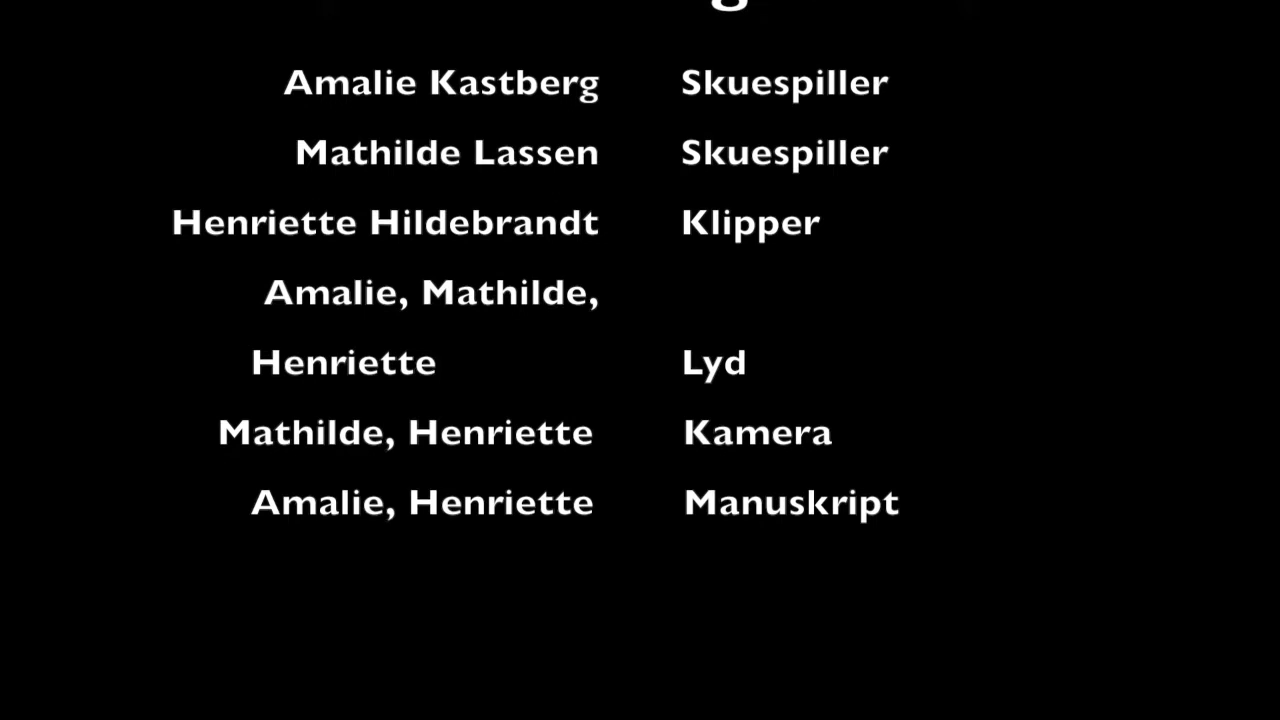 Amalie Kastberg Skuespiller
Mathilde Lassen Skuespiller
Henriette Hildebrandt Klipper
Amalie, Mathilde,
Henriette Lyd
Mathilde, Henriette Kamera
Amalie, Henriette Manuskript